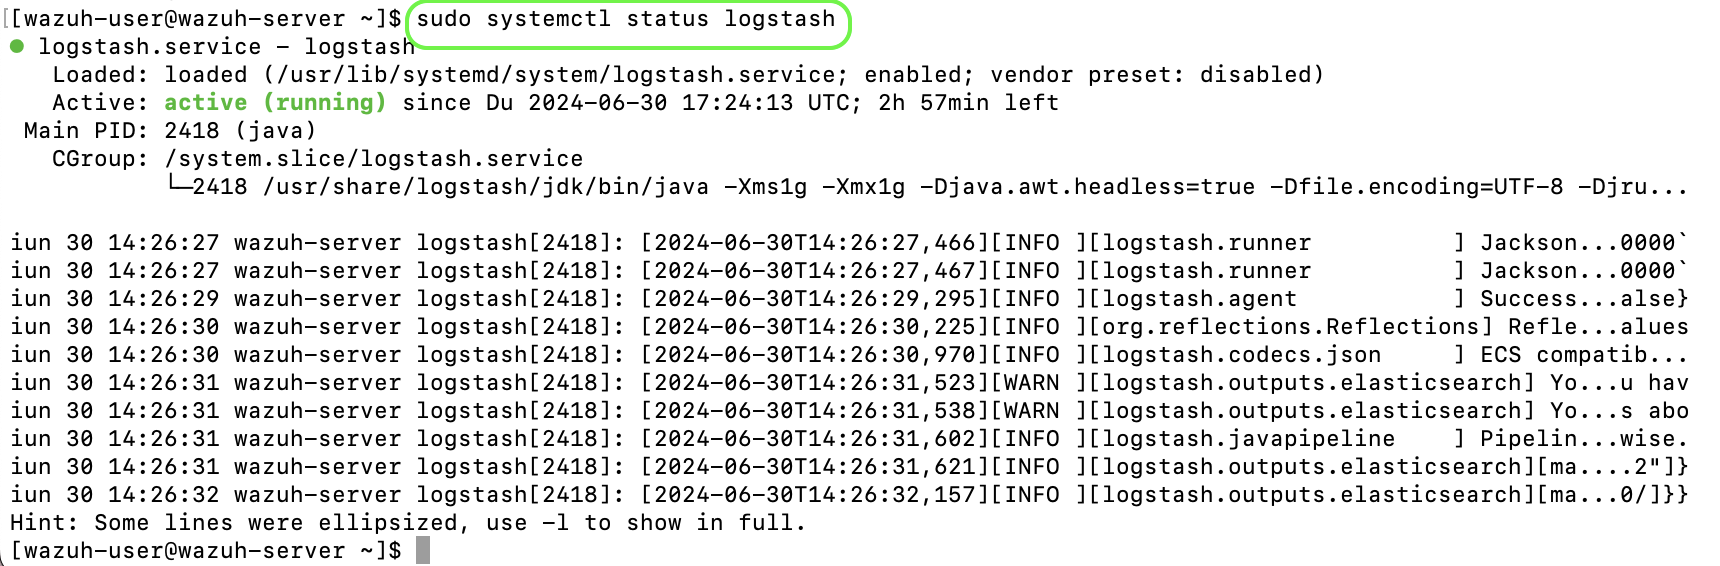 [[wazuh-user@wazuh-server ~]$ sudo systemctl status logstash
● logstash.service – logstash
Loaded: loaded (/usr/lib/systemd/system/logstash.service; enabled; vendor preset: disabled)
Active: active (running) since Du 2024-06-30 17:24:13 UTC; 2h 57min left
Main PID: 2418 (java)
CGroup: /system.slice/logstash.service
└─2418 /usr/share/logstash/jdk/bin/java -Xms1g -Xmx1g -Djava.awt.headless=true -Dfile.encoding=UTF-8 -Djru...
iun 30 14:26:27 wazuh-server logstash[2418]: [2024-06-30T14:26:27,466][INFO ][logstash.runner          ] Jackson...0000`
iun 30 14:26:27 wazuh-server logstash[2418]: [2024-06-30T14:26:27,467][INFO ][logstash.runner          ] Jackson...0000`
iun 30 14:26:29 wazuh-server logstash[2418]: [2024-06-30T14:26:29,295][INFO ][logstash.agent           ] Success...alse}
iun 30 14:26:30 wazuh-server logstash[2418]: [2024-06-30T14:26:30,225][INFO ][org.reflections.Reflections] Refle...alues
iun 30 14:26:30 wazuh-server logstash[2418]: [2024-06-30T14:26:30,970][INFO ][logstash.codecs.json     ] ECS compatib...
iun 30 14:26:31 wazuh-server logstash[2418]: [2024-06-30T14:26:31,523][WARN ][logstash.outputs.elasticsearch] Yo...u hav
iun 30 14:26:31 wazuh-server logstash[2418]: [2024-06-30T14:26:31,538][WARN ][logstash.outputs.elasticsearch] Yo...s abo
iun 30 14:26:31 wazuh-server logstash[2418]: [2024-06-30T14:26:31,602][INFO ][logstash.javapipeline    ] Pipelin...wise.
iun 30 14:26:31 wazuh-server logstash[2418]: [2024-06-30T14:26:31,621][INFO ][logstash.outputs.elasticsearch][ma....2"]}
iun 30 14:26:32 wazuh-server logstash[2418]: [2024-06-30T14:26:32,157][INFO ][logstash.outputs.elasticsearch][ma...0/]}}
Hint: Some lines were ellipsized, use -l to show in full.
[wazuh-user@wazuh-server ~]$